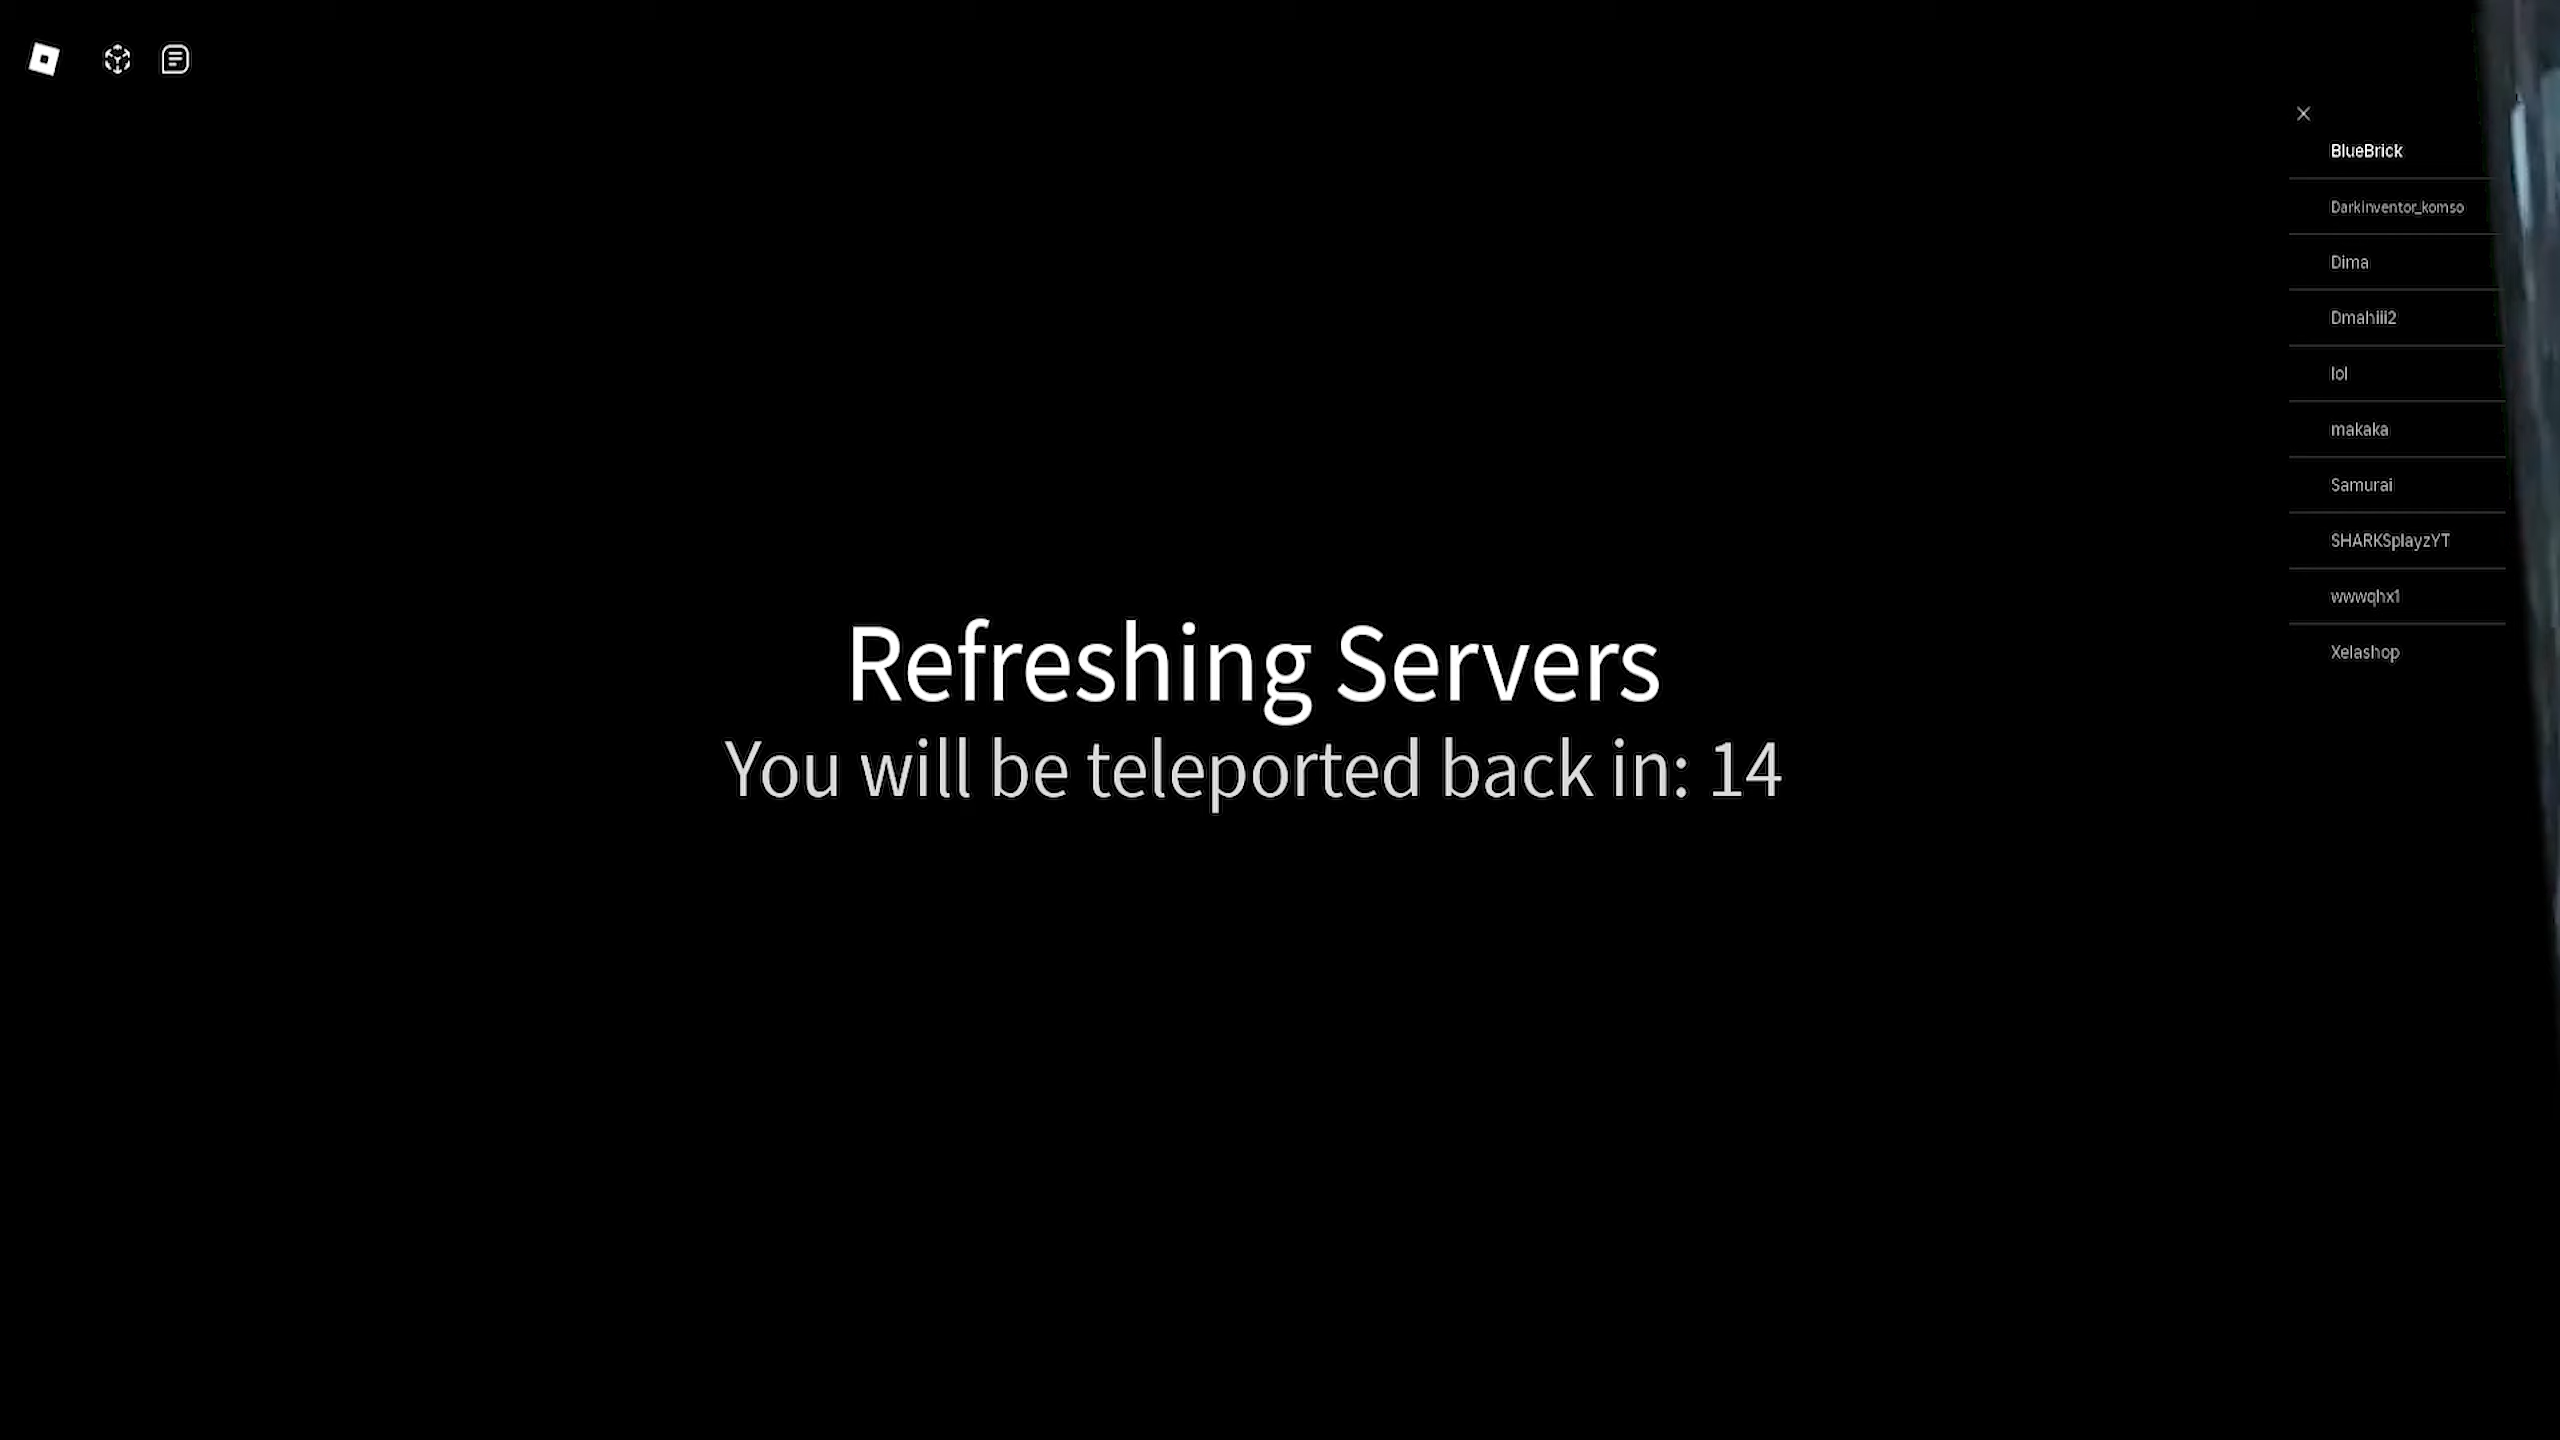 BlueBrick
Darkinventor_komso
Dima
Dmahiii2
lol
makaka
Samurai
SHARKSplayzYT
wwwqhx1
Xelashop
Refreshing Servers
You will be teleported back in: 14